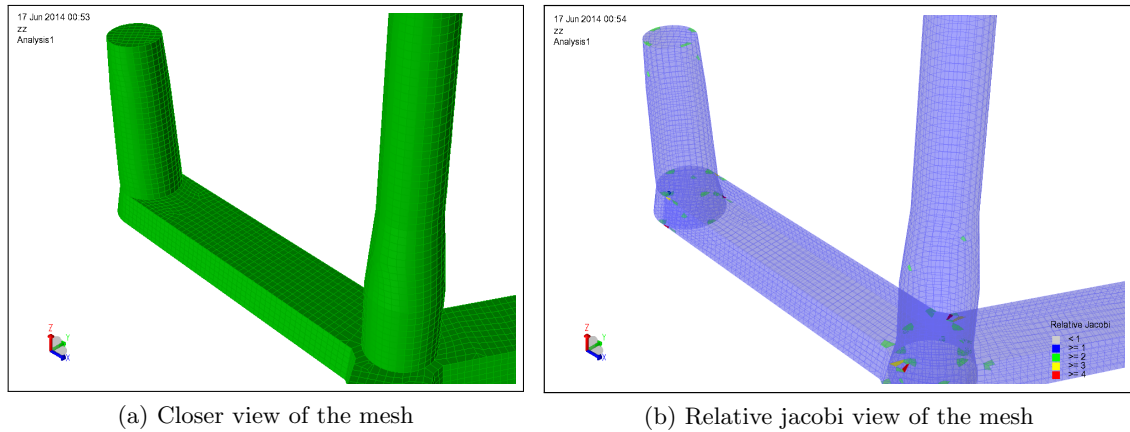 17 Jun 2014 00:53
zz
Analysis1
Z
Y
X
(a) Closer view of the mesh
17 Jun 2014 00:54
zz
Analysis1
Z
Y
X
Relative Jacobi
< 1
>= 1
>= 2
>= 3
>= 4
(b) Relative jacobi view of the mesh